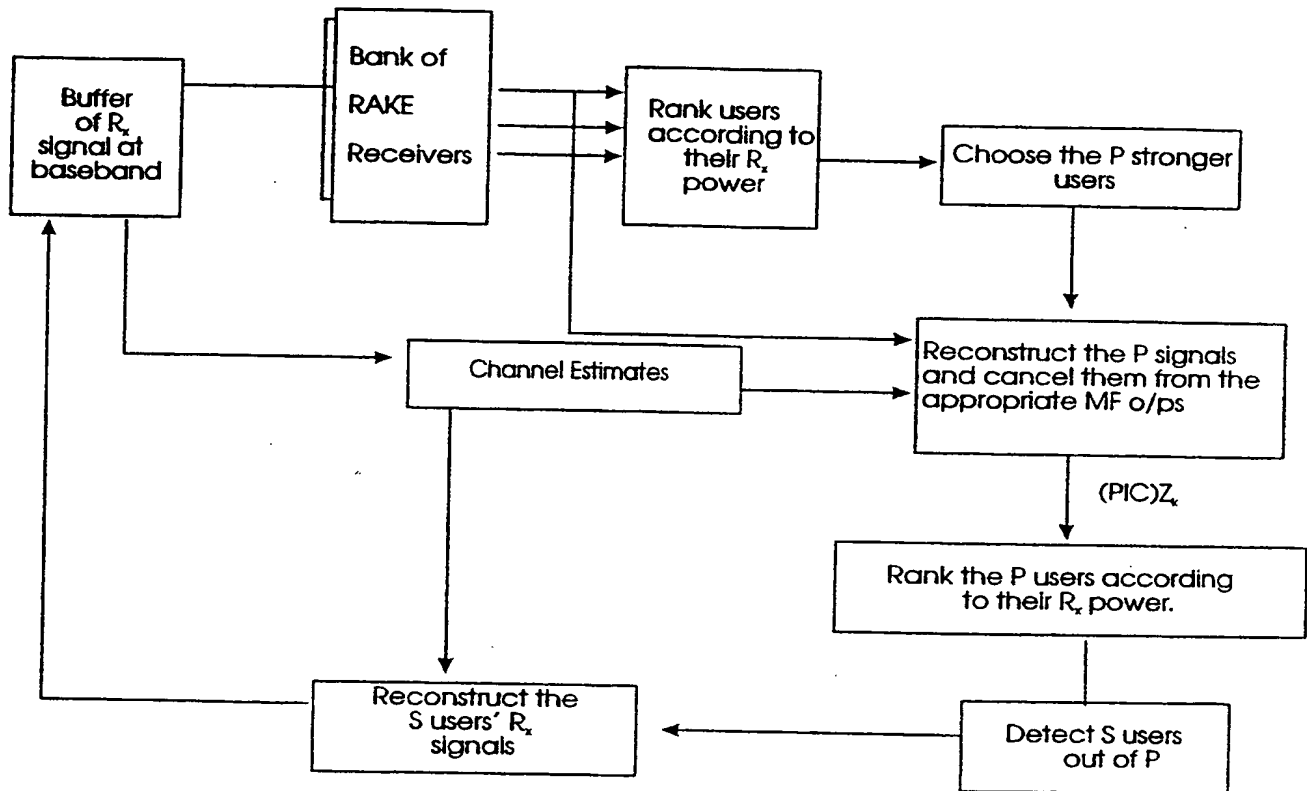 Buffer
of Rx
signal at
baseband
Bank of
RAKE
Receivers
Rank users
according to
their Rx
power
Choose the P stronger
users
Channel Estimates
Reconstruct the P signals
and cancel them from the
appropriate MF o/ps
(PIC)Zk
Rank the P users according
to their Rx power.
Reconstruct the
S users' Rx
signals
Detect S users
out of P